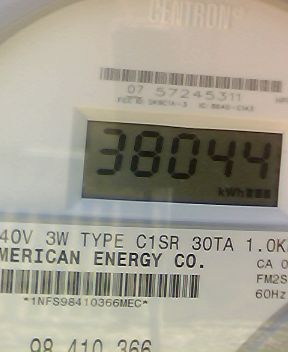 CENTRON®
07 57245311
38044
kWh
40V 3W TYPE C1SR 30TA 1.0K
MERICAN ENERGY CO.
CA 0
FM2S
60Hz
*1NFS98410366MEC*
98 410 366